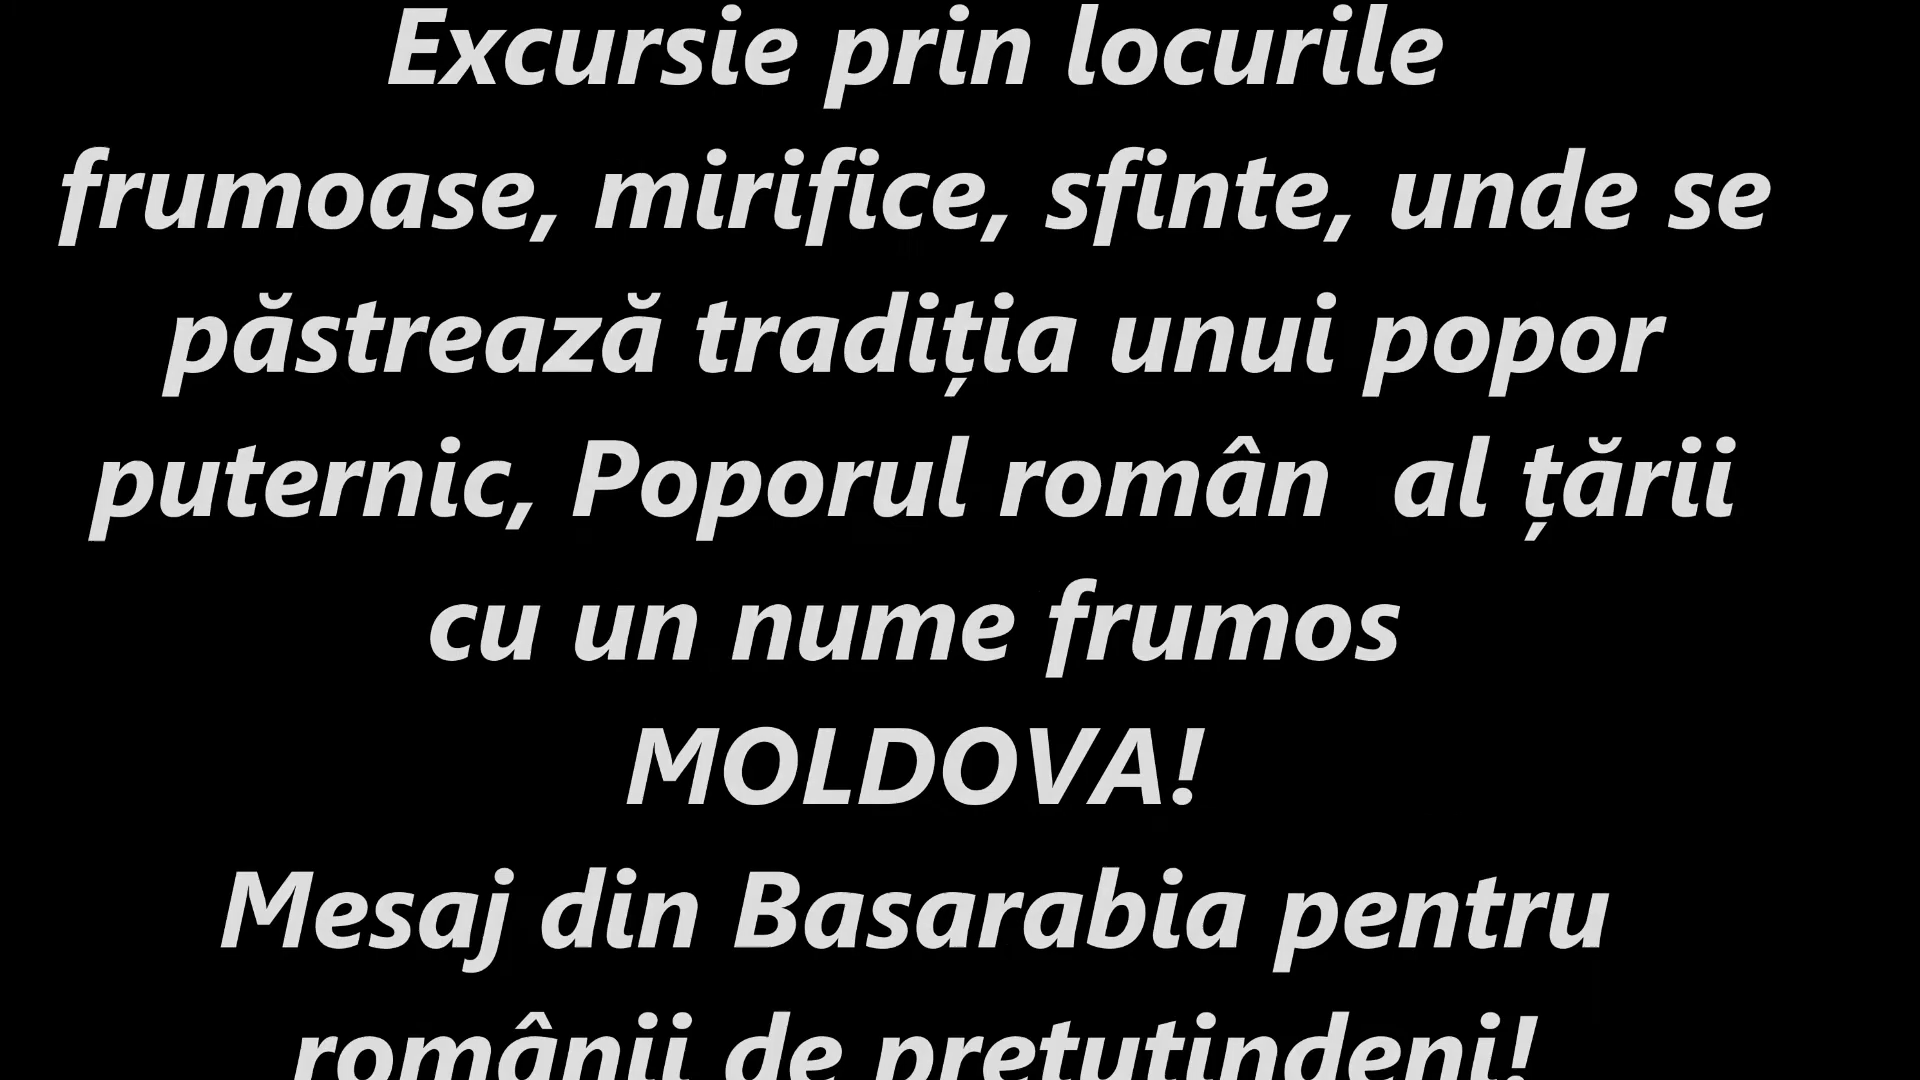 Excursie prin locurile
frumoase, mirifice, sfinte, unde se
păstrează tradiția unui popor
puternic, Poporul român  al țării
cu un nume frumos
MOLDOVA!
Mesaj din Basarabia pentru
românii de pretutindeni!